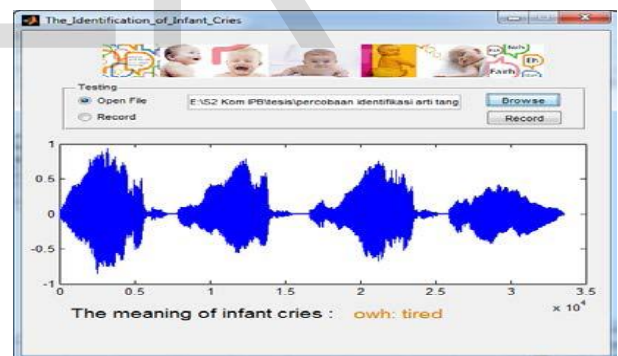 The_Identification_of_Infant_Cries
Fairh
Eh
Testing
Open File
E:\S2 Kom IPB\tesis\percobaan identifikasi arti tang
Browse
Record
Record
1
0.5
0
-0.5
-1
0 0.5 1 1.5 2 2.5 3 3.5
x 10^4
The meaning of infant cries : owh: tired